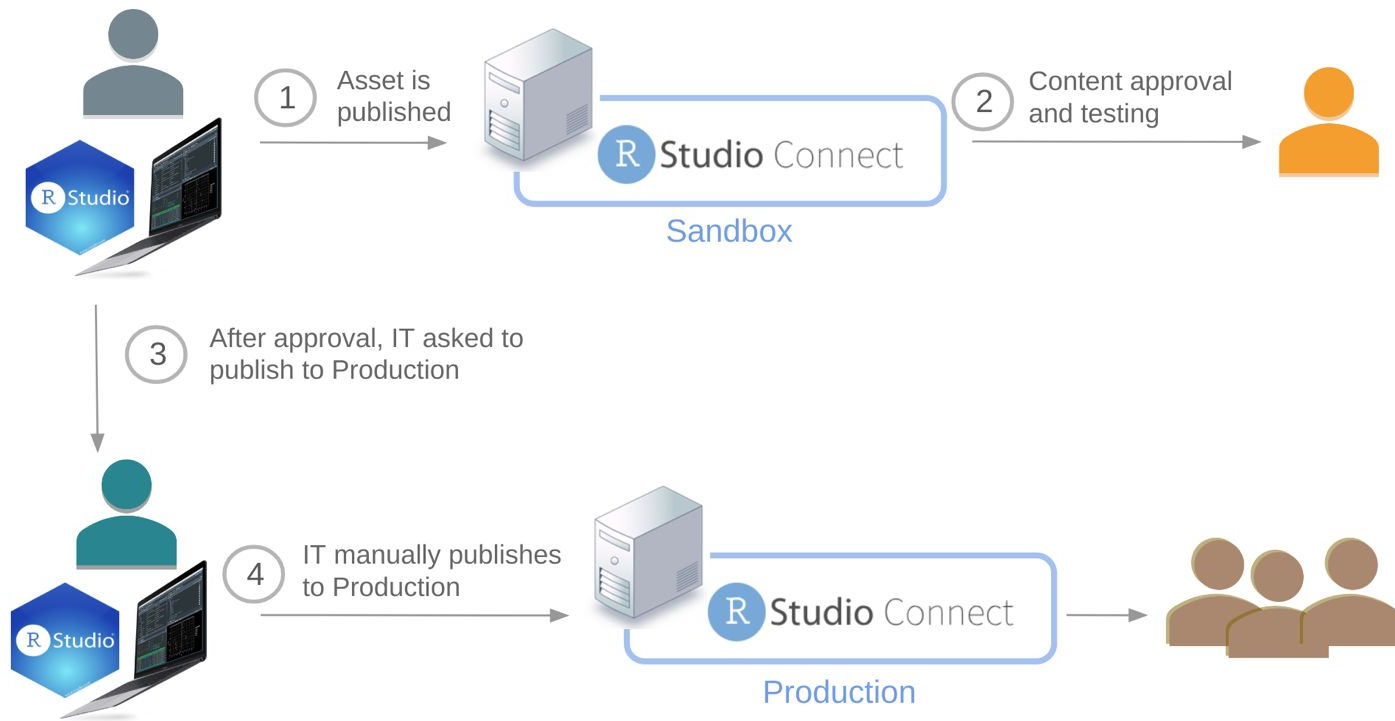 1
Asset is
published
2
Content approval
and testing
R Studio Connect
R Studio
Sandbox
3
After approval, IT asked to
publish to Production
4
IT manually publishes
to Production
R Studio Connect
R Studio
Production